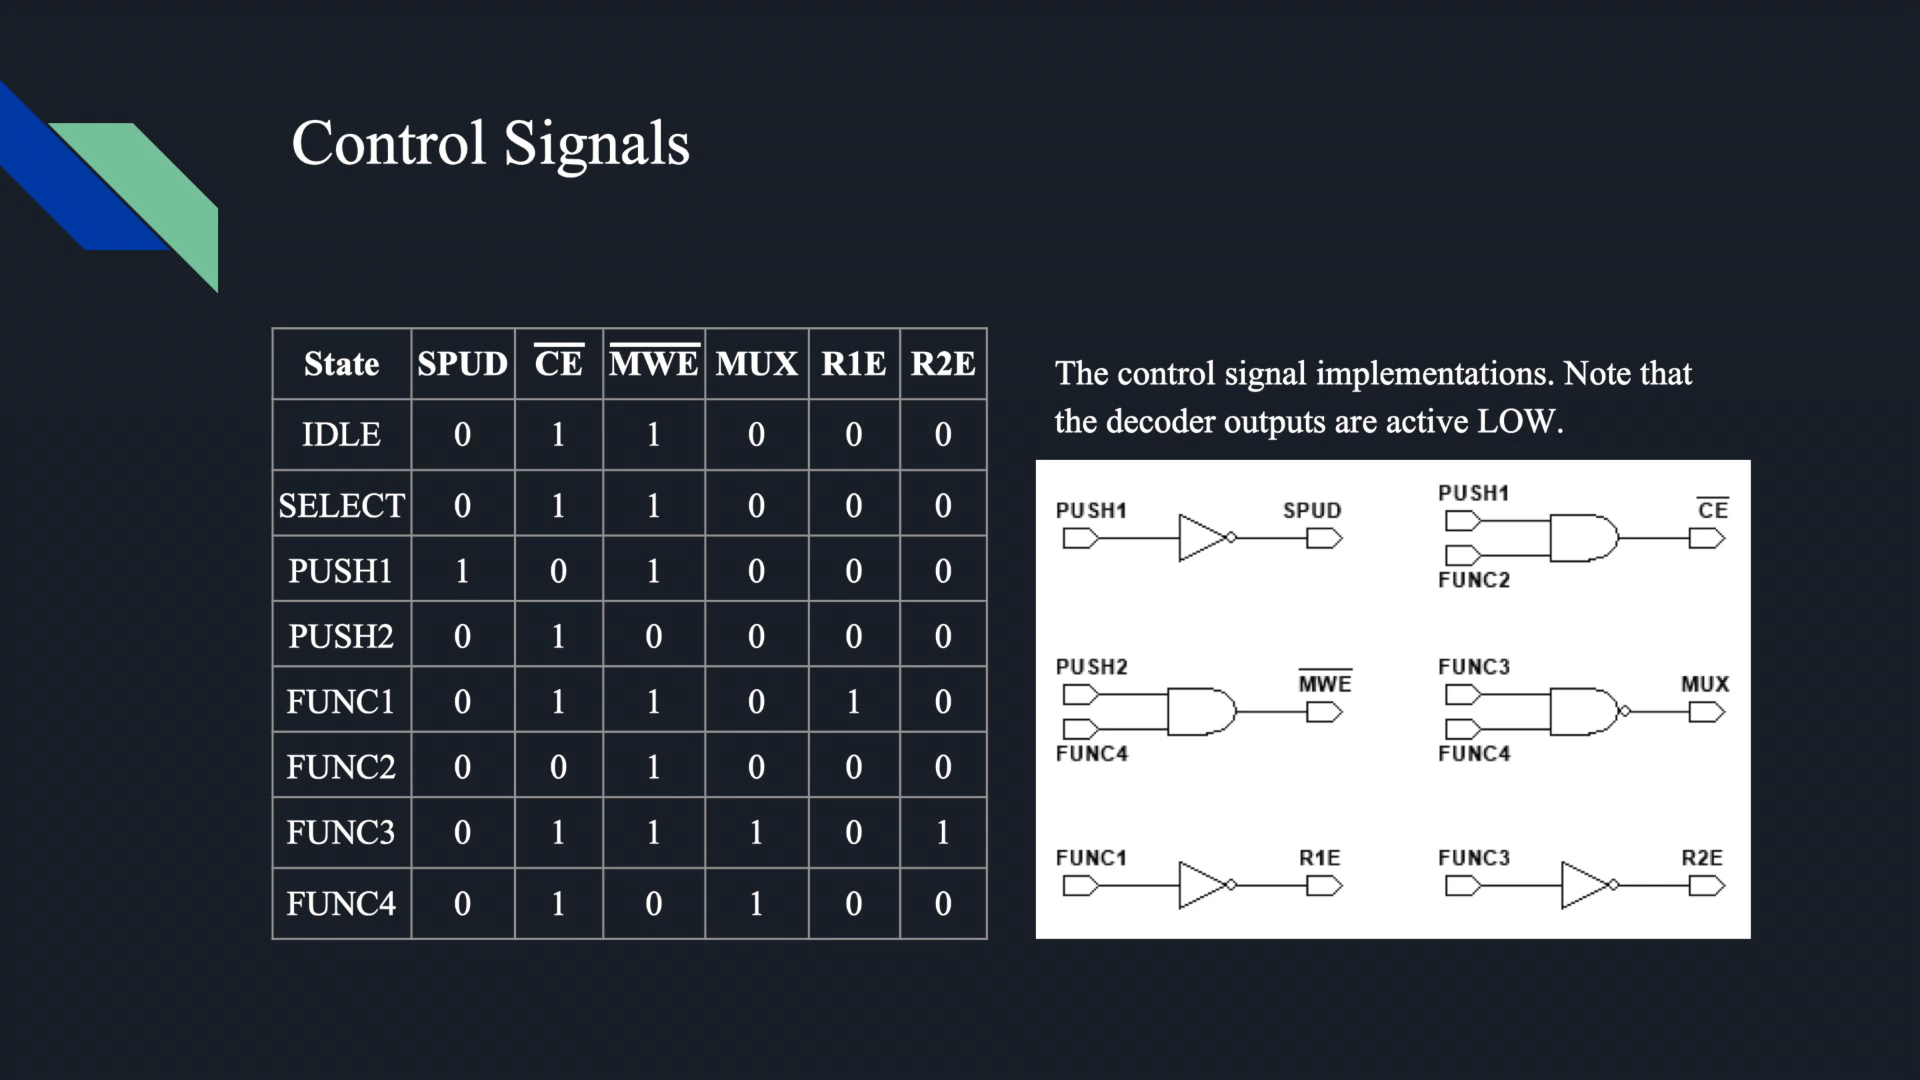 Control Signals
State SPUD C̅E̅ M̅W̅E̅ MUX R1E R2E
IDLE 0 1 1 0 0 0
SELECT 0 1 1 0 0 0
PUSH1 1 0 1 0 0 0
PUSH2 0 1 0 0 0 0
FUNC1 0 1 1 0 1 0
FUNC2 0 0 1 0 0 0
FUNC3 0 1 1 1 0 1
FUNC4 0 1 0 1 0 0
The control signal implementations. Note that
the decoder outputs are active LOW.
PUSH1 SPUD
PUSH1 C̅E̅
FUNC2
PUSH2 M̅W̅E̅
FUNC4
FUNC3 MUX
FUNC4
FUNC1 R1E
FUNC3 R2E